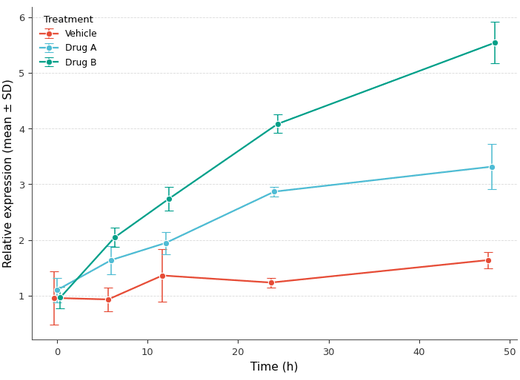 Relative expression (mean ± SD)
6
5
4
3
2
1
Treatment
Vehicle
Drug A
Drug B
0 10 20 30 40 50
Time (h)